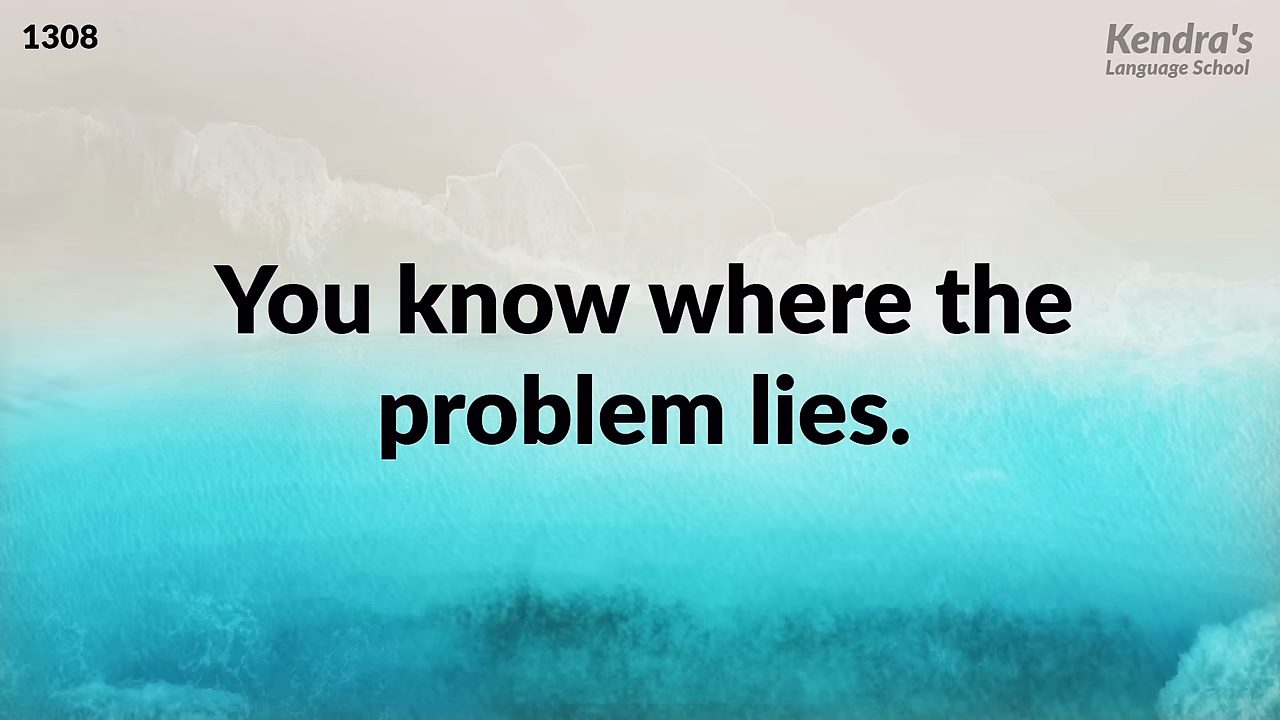 1308
Kendra's
Language School
You know where the
problem lies.